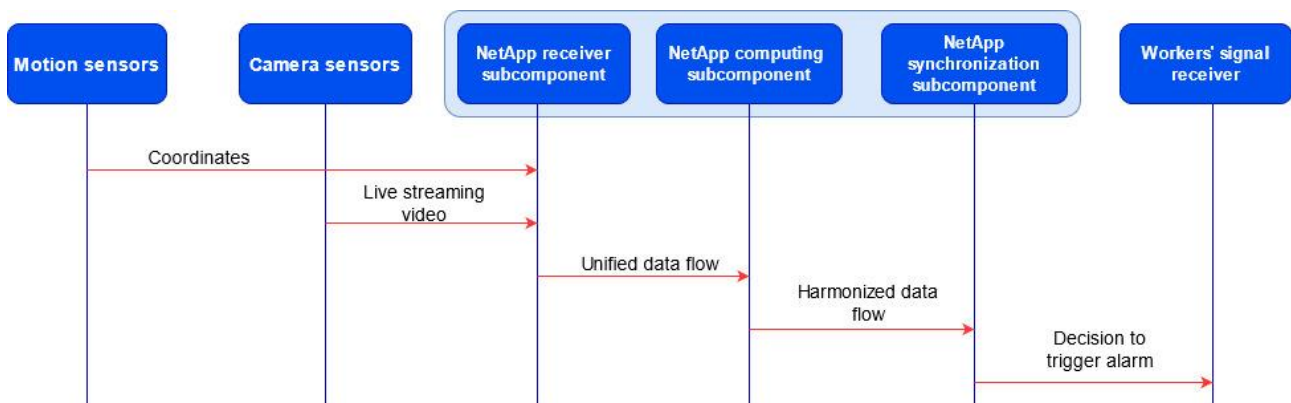 Motion sensors
Camera sensors
NetApp receiver
subcomponent
NetApp computing
subcomponent
NetApp
synchronization
subcomponent
Workers' signal
receiver
Coordinates
Live streaming
video
Unified data flow
Harmonized data
flow
Decision to
trigger alarm